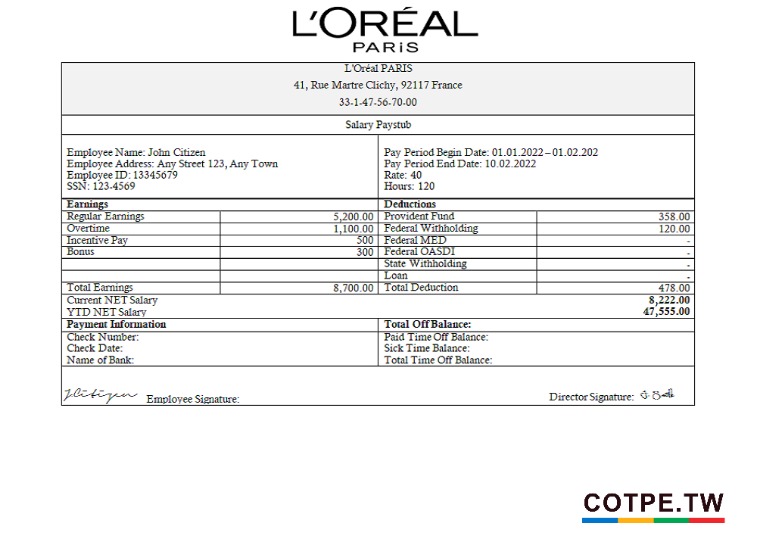 L'ORÉAL
PARiS
L'Oréal PARIS
41, Rue Martre Clichy, 92117 France
33-1-47-56-70-00
Salary Paystub
Employee Name: John Citizen
Employee Address: Any Street 123, Any Town
Employee ID: 13345679
SSN: 123-4569
Pay Period Begin Date: 01.01.2022 – 01.02.202
Pay Period End Date: 10.02.2022
Rate: 40
Hours: 120
Earnings Deductions
Regular Earnings 5,200.00 Provident Fund 358.00
Overtime 1,100.00 Federal Withholding 120.00
Incentive Pay 500 Federal MED -
Bonus 300 Federal OASDI -
State Withholding -
Loan -
Total Earnings 8,700.00 Total Deduction 478.00
Current NET Salary 8,222.00
YTD NET Salary 47,555.00
Payment Information Total Off Balance:
Check Number: Paid Time Off Balance:
Check Date: Sick Time Balance:
Name of Bank: Total Time Off Balance:
JCitizen Employee Signature: Director Signature:
COTPE.TW